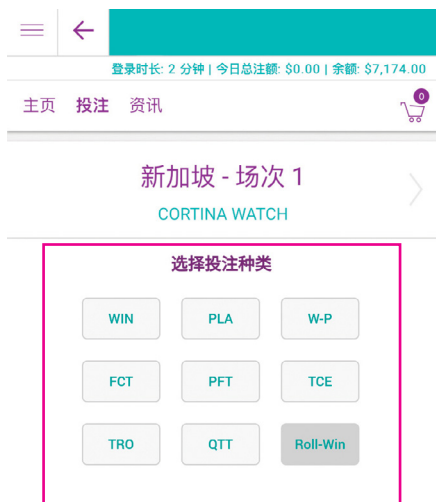 登录时长: 2 分钟 | 今日总注额: $0.00 | 余额: $7,174.00
主页 投注 资讯 0
新加坡 - 场次 1
CORTINA WATCH
选择投注种类
WIN PLA W-P
FCT PFT TCE
TRO QTT Roll-Win